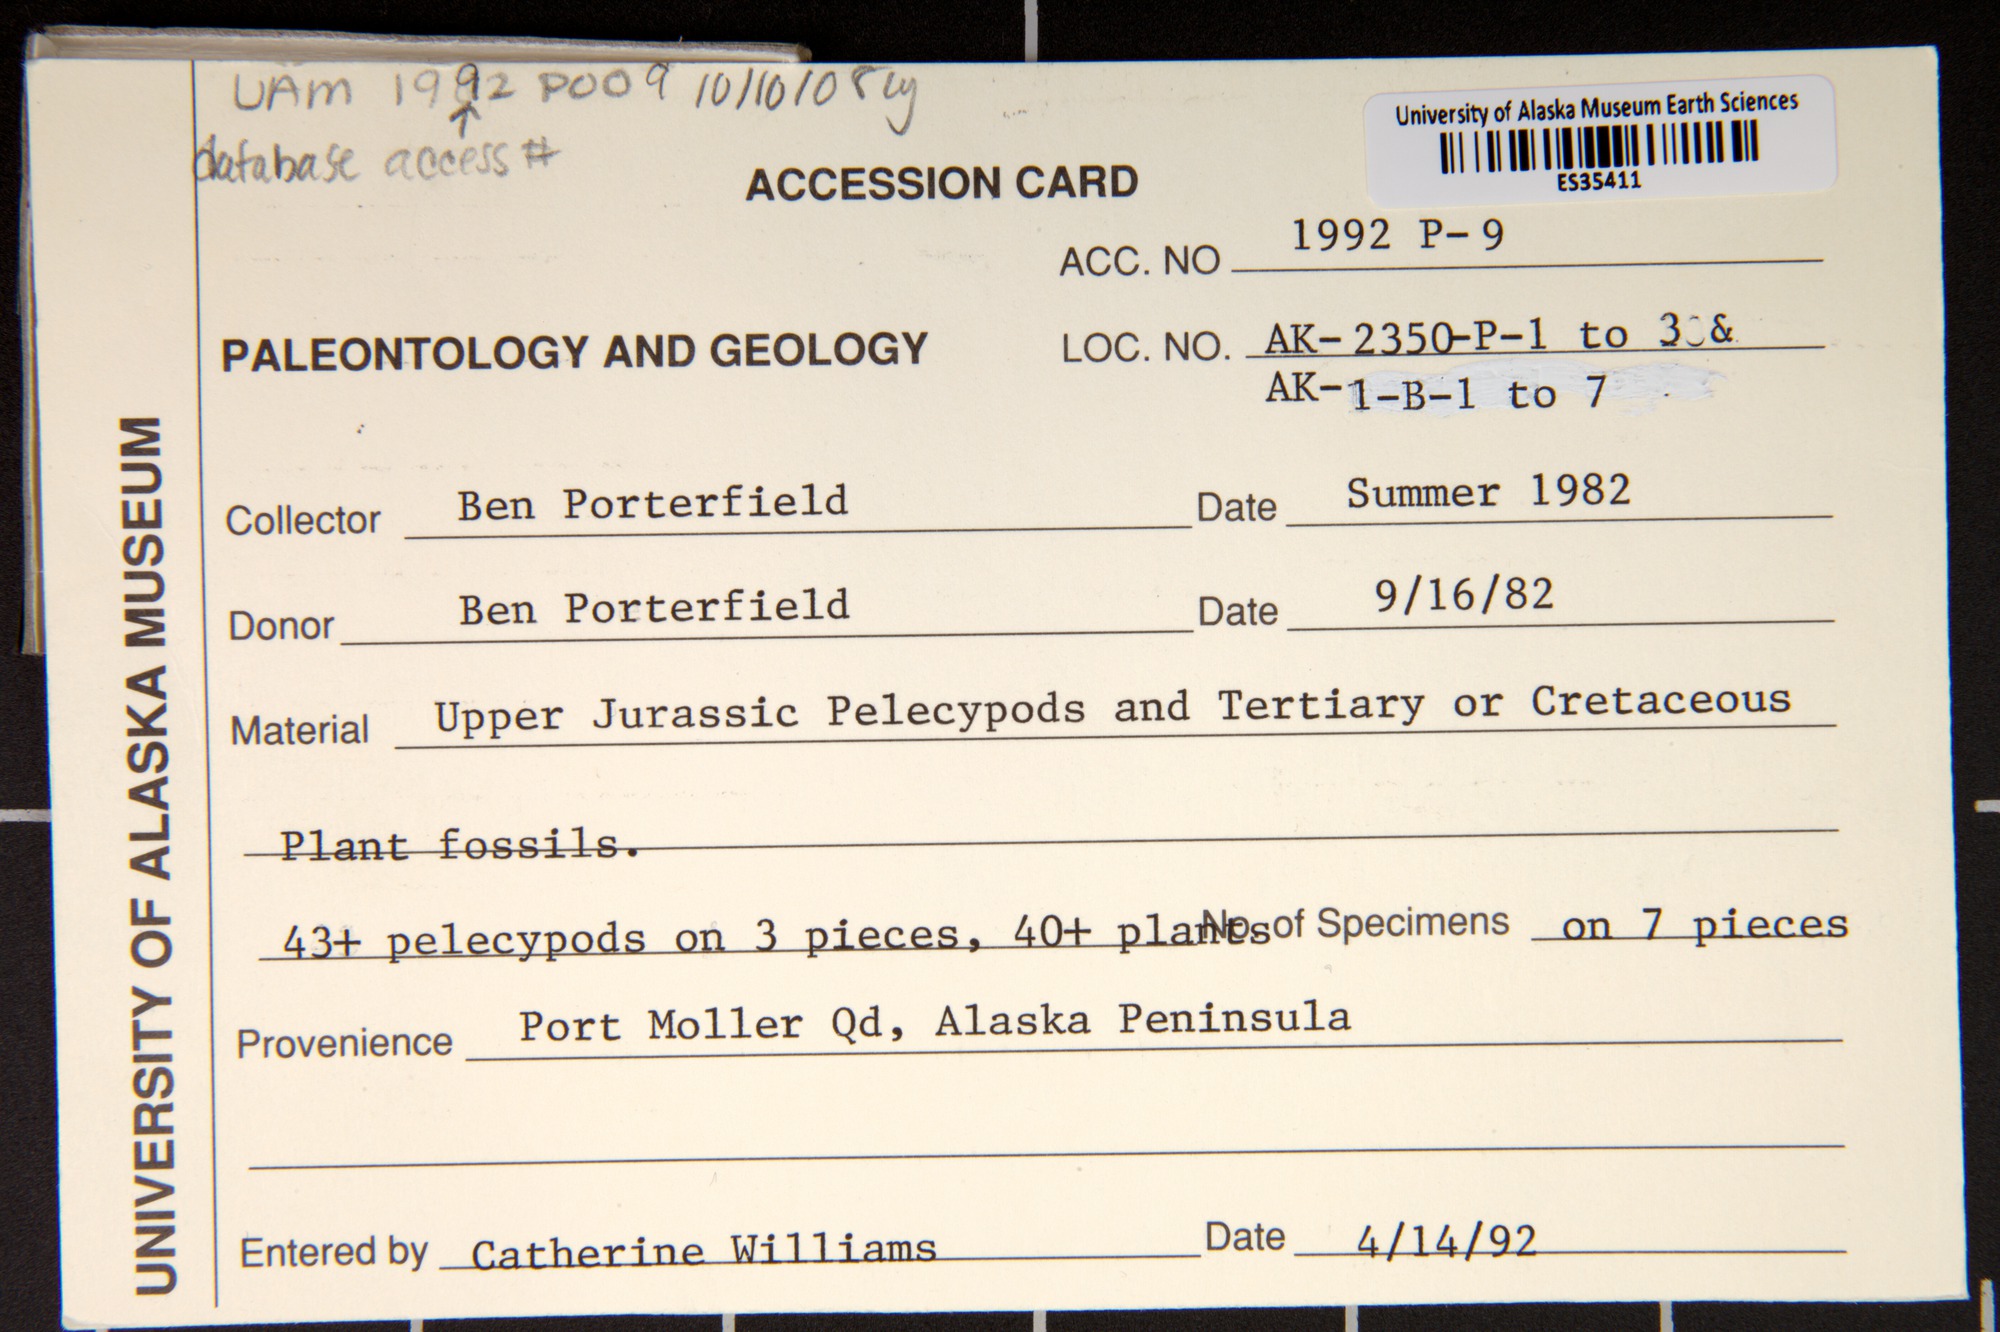 UAM 1992 P009 10/10/08
database access #
University of Alaska Museum Earth Sciences
ES35411
ACCESSION CARD
ACC. NO 1992 P-9
PALEONTOLOGY AND GEOLOGY
LOC. NO. AK-2350-P-1 to 3 &
AK-1-B-1 to 7
UNIVERSITY OF ALASKA MUSEUM
Collector Ben Porterfield Date Summer 1982
Donor Ben Porterfield Date 9/16/82
Material Upper Jurassic Pelecypods and Tertiary or Cretaceous
Plant fossils.
43+ pelecypods on 3 pieces, 40+ plants No. of Specimens on 7 pieces
Provenience Port Moller Qd, Alaska Peninsula
Entered by Catherine Williams Date 4/14/92